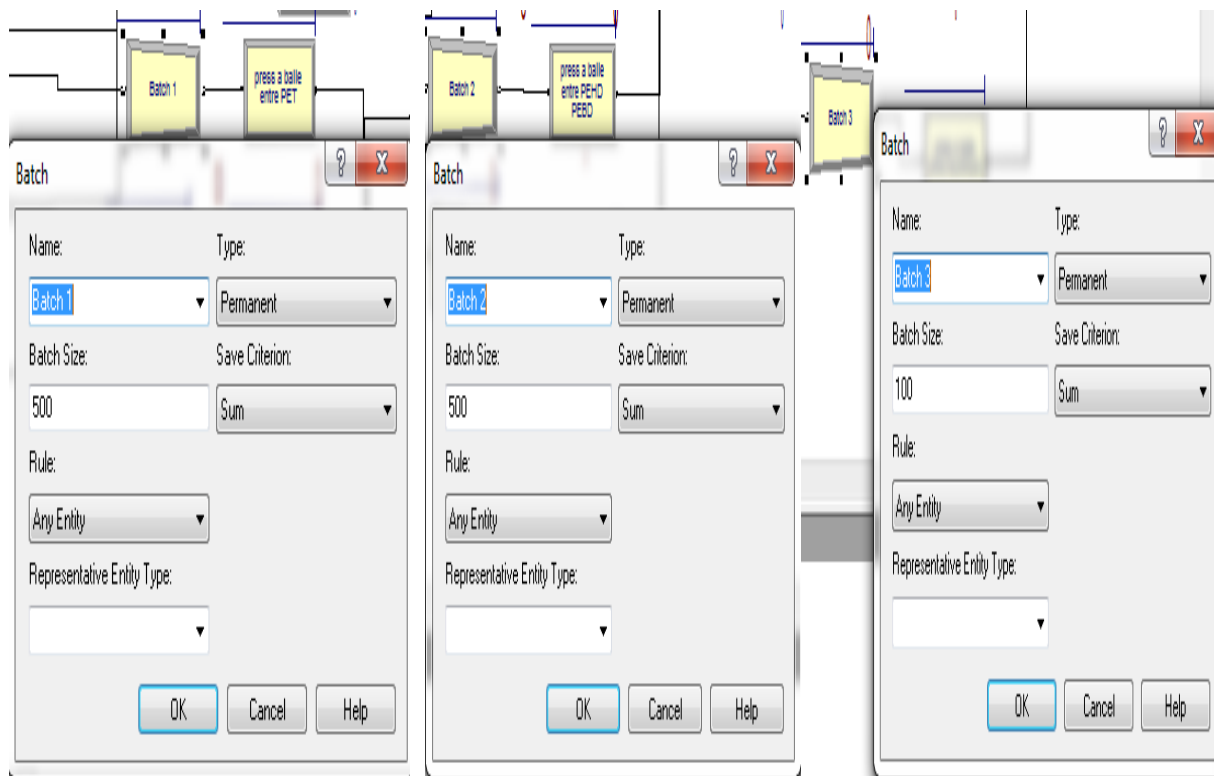 Batch 1
press a balle
entre PET
Batch
Name: Type:
Batch 1 Permanent
Batch Size: Save Criterion:
500 Sum
Rule:
Any Entity
Representative Entity Type:
OK Cancel Help
Batch 2
press a balle
entre PEHD
PEBD
Batch
Name: Type:
Batch 2 Permanent
Batch Size: Save Criterion:
500 Sum
Rule:
Any Entity
Representative Entity Type:
OK Cancel Help
Batch 3
Batch
Name: Type:
Batch 3 Permanent
Batch Size: Save Criterion:
100 Sum
Rule:
Any Entity
Representative Entity Type:
OK Cancel Help